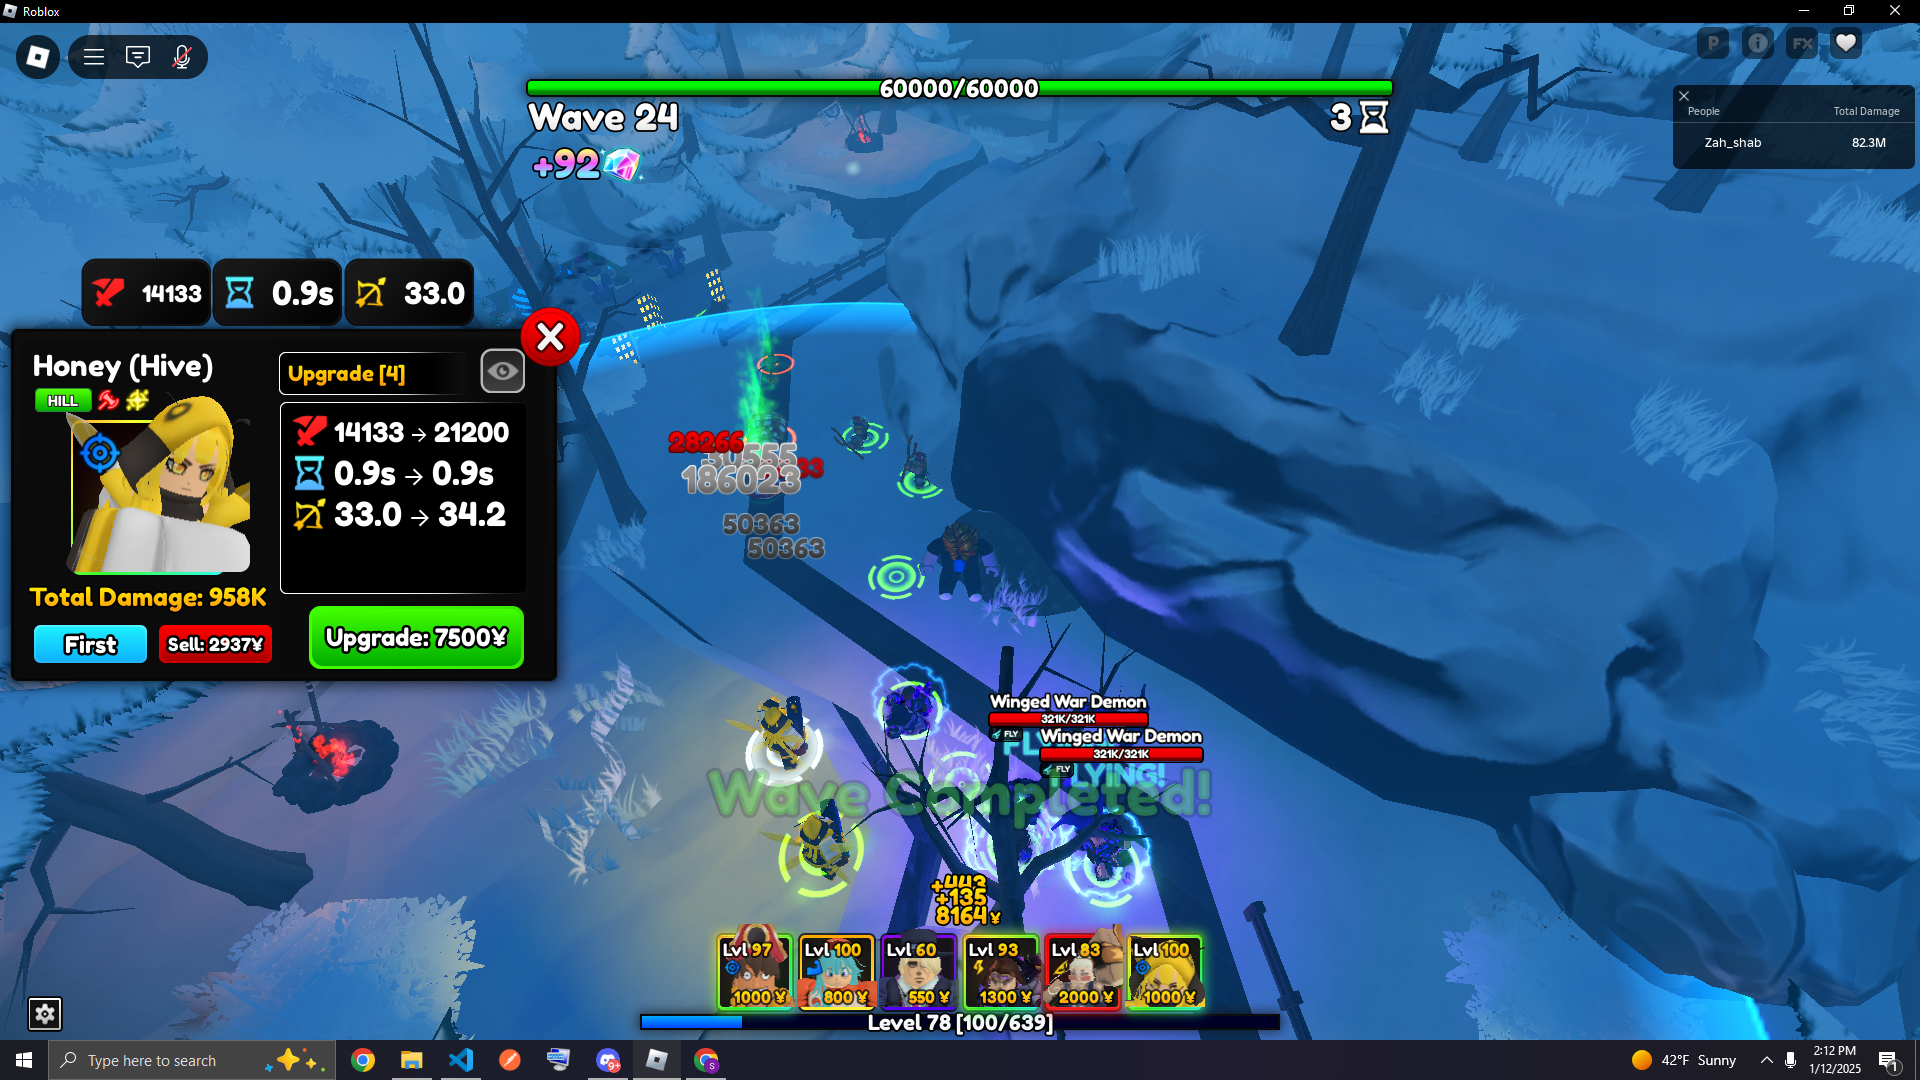 Roblox
P
FX
60000/60000
Wave 24
3
+92
People
Total Damage
Zah_shab
82.3M
14133
0.9s
33.0
Honey (Hive)
HILL
Upgrade [4]
14133 → 21200
0.9s → 0.9s
33.0 → 34.2
Total Damage: 958K
First
Sell: 2937¥
Upgrade: 7500¥
28266
186023
50363
50363
Winged War Demon
321K/321K
FLY
Winged War Demon
321K/321K
FLY
Wave Completed!
+443
+135
8164¥
Lvl 97
1000 ¥
Lvl 100
800 ¥
Lvl 60
550 ¥
Lvl 93
1300 ¥
Lvl 83
2000 ¥
Lvl 100
1000 ¥
Level 78 [100/639]
Type here to search
9+
S
42°F Sunny
2:12 PM
1/12/2025
1